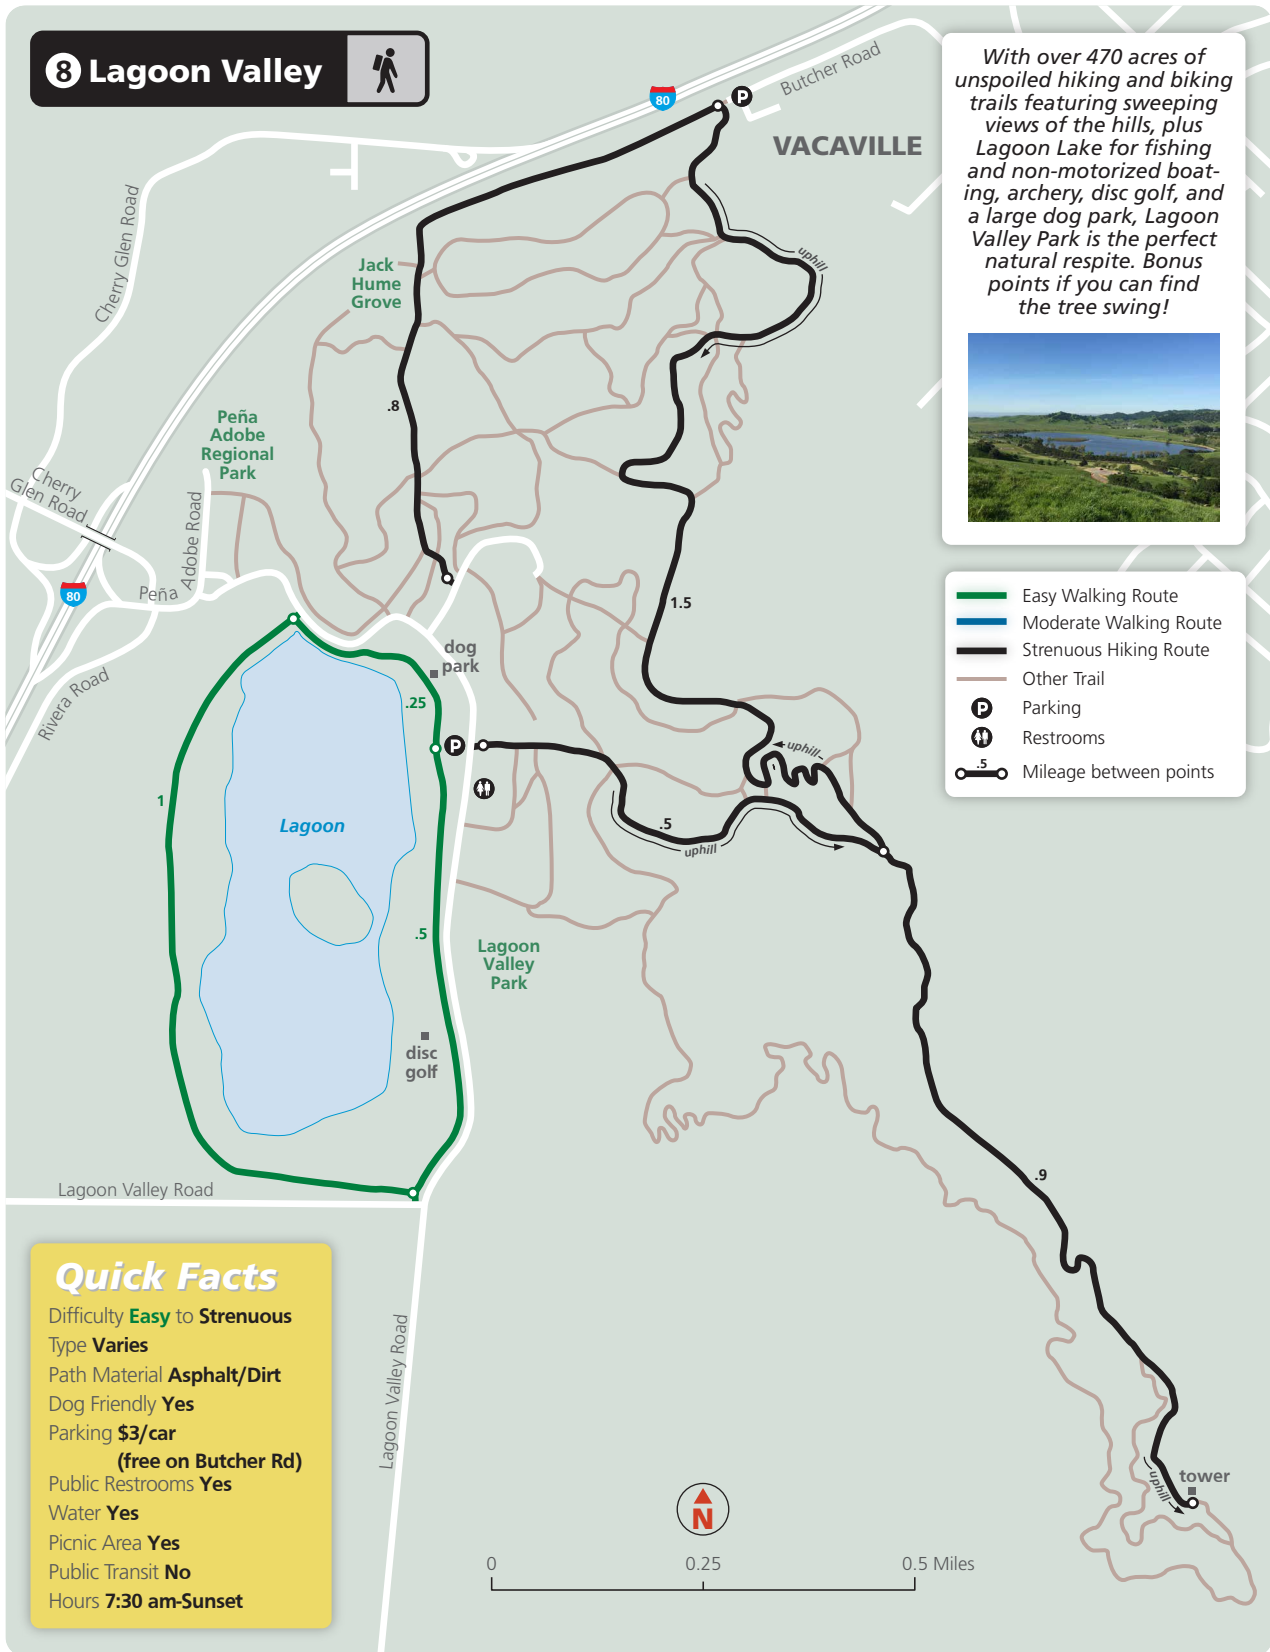 8 Lagoon Valley
80
P
Butcher Road
VACAVILLE
With over 470 acres of
unspoiled hiking and biking
trails featuring sweeping
views of the hills, plus
Lagoon Lake for fishing
and non-motorized boat-
ing, archery, disc golf, and
a large dog park, Lagoon
Valley Park is the perfect
natural respite. Bonus
points if you can find
the tree swing!
Cherry Glen Road
Jack
Hume
Grove
uphill
.8
Peña
Adobe
Regional
Park
Cherry
Glen Road
Adobe Road
Peña
80
Rivera Road
1.5
Easy Walking Route
Moderate Walking Route
Strenuous Hiking Route
Other Trail
P
Parking
Restrooms
.5
Mileage between points
dog
park
.25
P
uphill
1
Lagoon
.5
uphill
.5
Lagoon
Valley
Park
disc
golf
Lagoon Valley Road
.9
Quick Facts
Difficulty Easy to Strenuous
Type Varies
Path Material Asphalt/Dirt
Dog Friendly Yes
Parking $3/car
(free on Butcher Rd)
Public Restrooms Yes
Water Yes
Picnic Area Yes
Public Transit No
Hours 7:30 am-Sunset
Lagoon Valley Road
uphill
tower
N
0
0.25
0.5 Miles